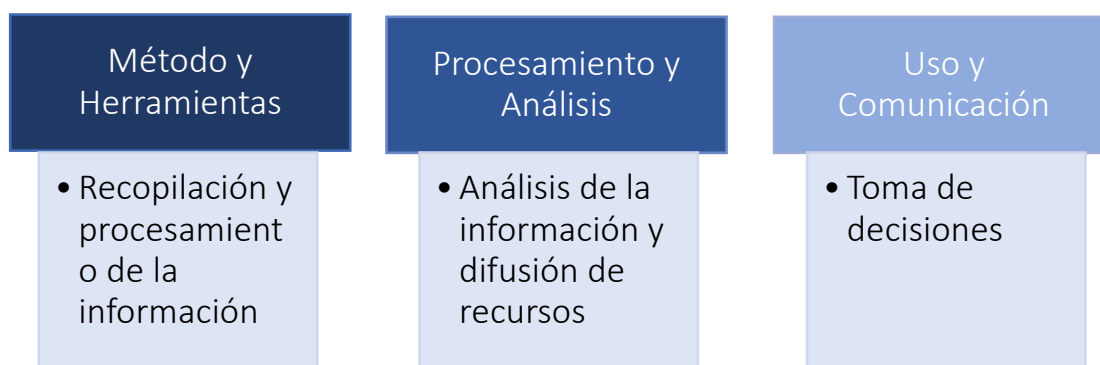 Método y
Herramientas
• Recopilación y
procesamient
o de la
información
Procesamiento y
Análisis
• Análisis de la
información y
difusión de
recursos
Uso y
Comunicación
• Toma de
decisiones